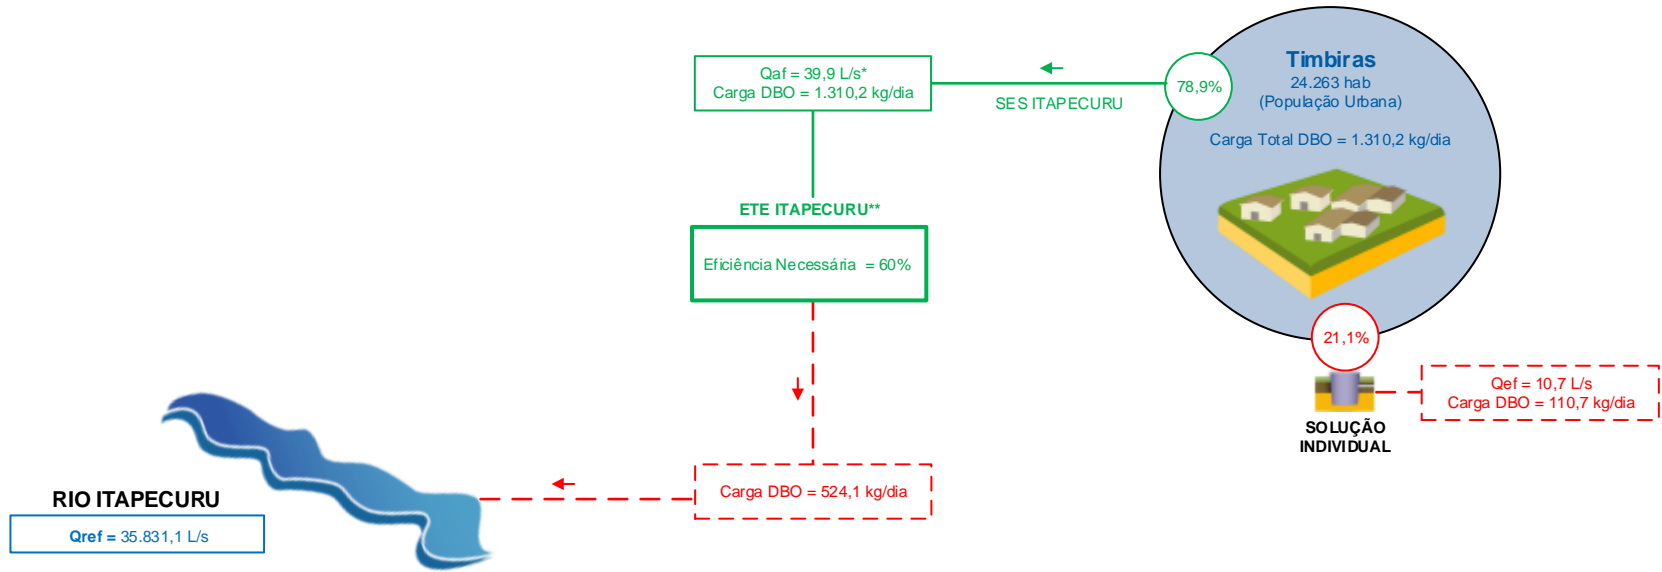 Timbiras
24.263 hab
(População Urbana)
Carga Total DBO = 1.310,2 kg/dia
78,9%
SES ITAPECURU
Qaf = 39,9 L/s*
Carga DBO = 1.310,2 kg/dia
ETE ITAPECURU**
Eficiência Necessária = 60%
21,1%
SOLUÇÃO
INDIVIDUAL
Qef = 10,7 L/s
Carga DBO = 110,7 kg/dia
Carga DBO = 524,1 kg/dia
RIO ITAPECURU
Qref = 35.831,1 L/s